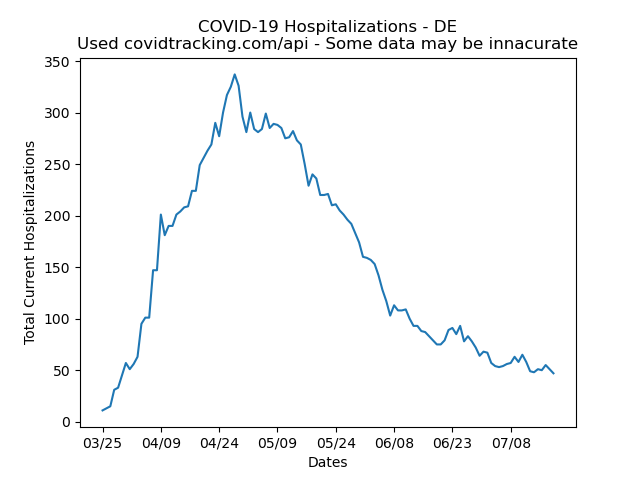 COVID-19 Hospitalizations - DE
Used covidtracking.com/api - Some data may be innacurate
350
300
250
200
150
100
50
0
Total Current Hospitalizations
03/25 04/09 04/24 05/09 05/24 06/08 06/23 07/08
Dates